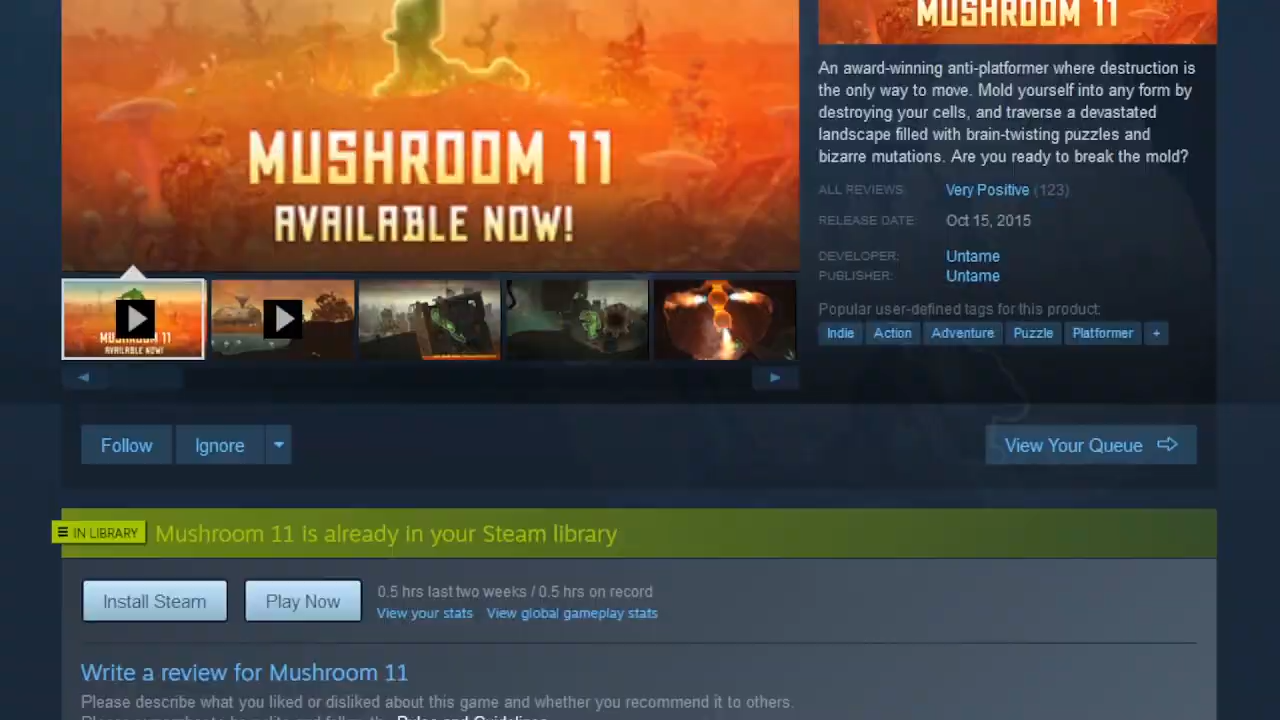 MUSHROOM 11
An award-winning anti-platformer where destruction is
the only way to move. Mold yourself into any form by
destroying your cells, and traverse a devastated
landscape filled with brain-twisting puzzles and
bizarre mutations. Are you ready to break the mold?
MUSHROOM 11
AVAILABLE NOW!
ALL REVIEWS: Very Positive (123)
RELEASE DATE: Oct 15, 2015
DEVELOPER: Untame
PUBLISHER: Untame
Popular user-defined tags for this product:
Indie Action Adventure Puzzle Platformer +
MUSHROOM 11
AVAILABLE NOW!
Follow Ignore View Your Queue
IN LIBRARY Mushroom 11 is already in your Steam library
Install Steam Play Now 0.5 hrs last two weeks / 0.5 hrs on record
View your stats View global gameplay stats
Write a review for Mushroom 11
Please describe what you liked or disliked about this game and whether you recommend it to others.